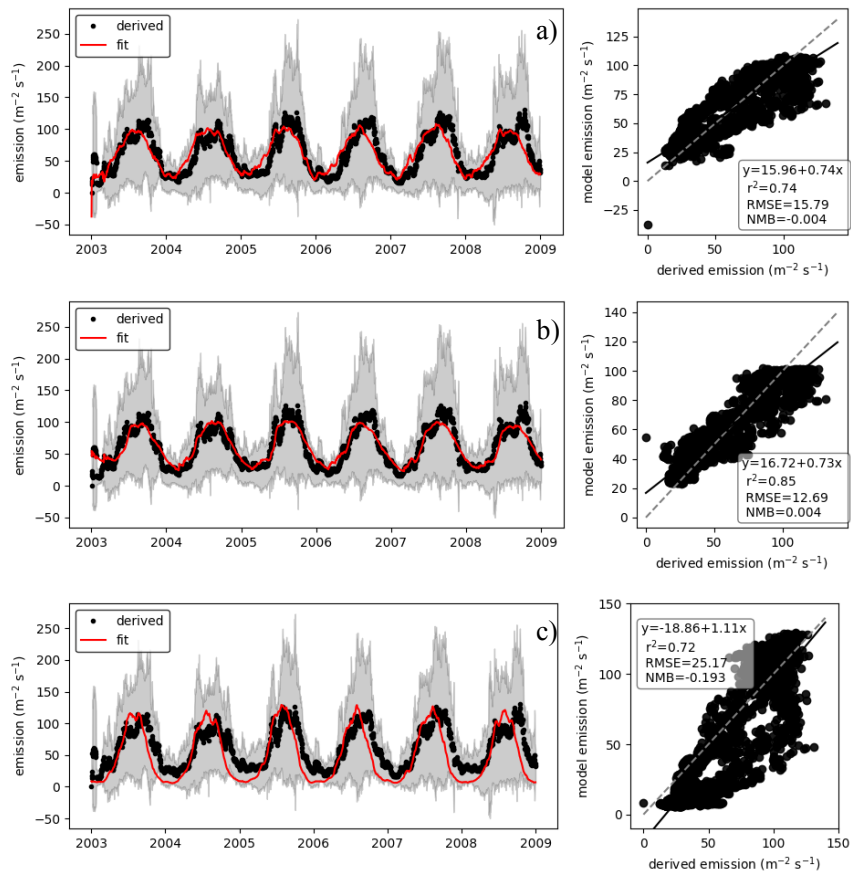 a)
derived
fit
250
200
150
100
50
0
−50
emission (m⁻² s⁻¹)
2003 2004 2005 2006 2007 2008 2009
125
100
75
50
25
0
−25
model emission (m⁻² s⁻¹)
y=15.96+0.74x
r²=0.74
RMSE=15.79
NMB=-0.004
0 50 100
derived emission (m⁻² s⁻¹)
b)
derived
fit
250
200
150
100
50
0
−50
emission (m⁻² s⁻¹)
2003 2004 2005 2006 2007 2008 2009
140
120
100
80
60
40
20
0
model emission (m⁻² s⁻¹)
y=16.72+0.73x
r²=0.85
RMSE=12.69
NMB=0.004
0 50 100
derived emission (m⁻² s⁻¹)
c)
derived
fit
250
200
150
100
50
0
−50
emission (m⁻² s⁻¹)
2003 2004 2005 2006 2007 2008 2009
150
100
50
0
model emission (m⁻² s⁻¹)
y=-18.86+1.11x
r²=0.72
RMSE=25.17
NMB=-0.193
0 50 100 150
derived emission (m⁻² s⁻¹)